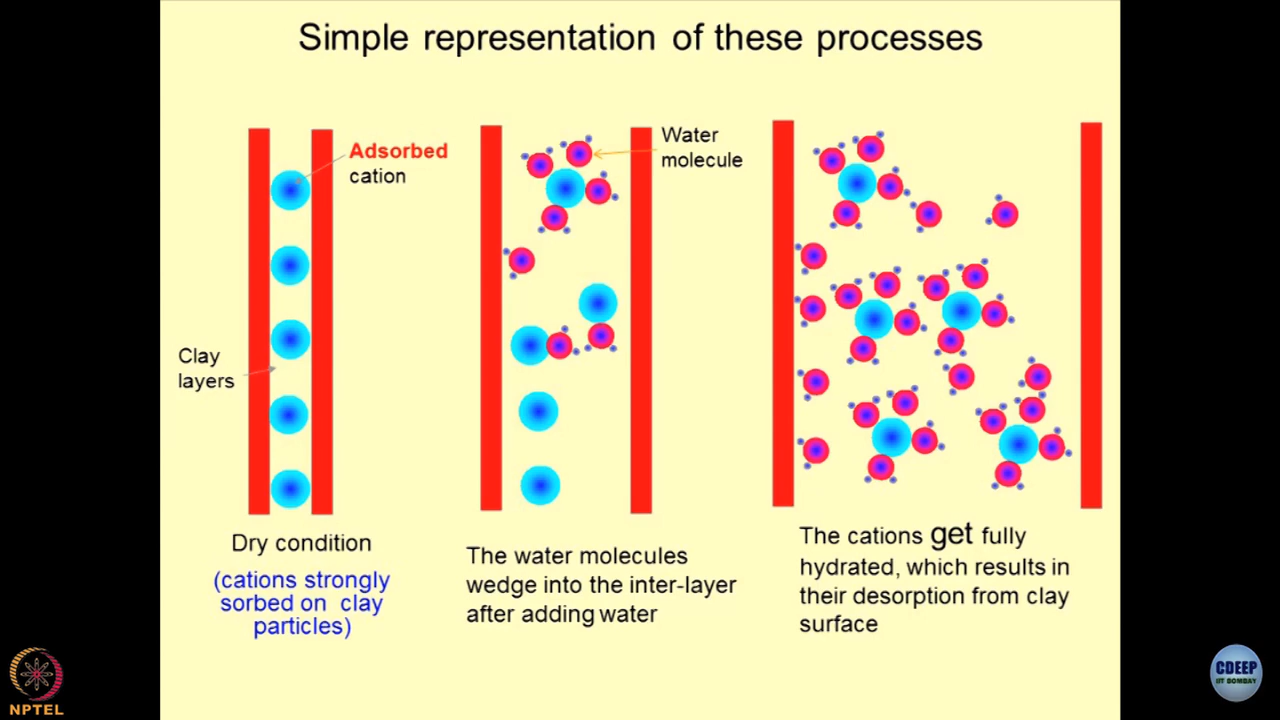 Simple representation of these processes
Adsorbed
cation
Water
molecule
Clay
layers
Dry condition
(cations strongly
sorbed on clay
particles)
The water molecules
wedge into the inter-layer
after adding water
The cations get fully
hydrated, which results in
their desorption from clay
surface
NPTEL
CDEEP
IIT BOMBAY